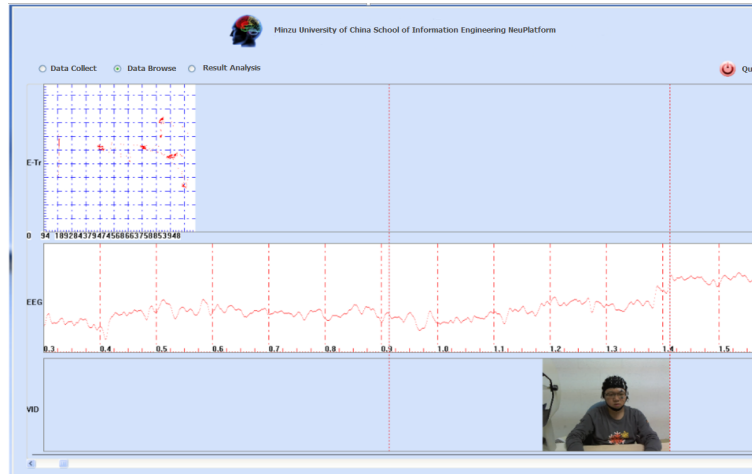 Minzu University of China School of Information Engineering NeuPlatform
Data Collect Data Browse Result Analysis Qu
E-Tr
0 94 189284379474568663758853948
EEG
0.3 0.4 0.5 0.6 0.7 0.8 0.9 1.0 1.1 1.2 1.3 1.4 1.5
VID